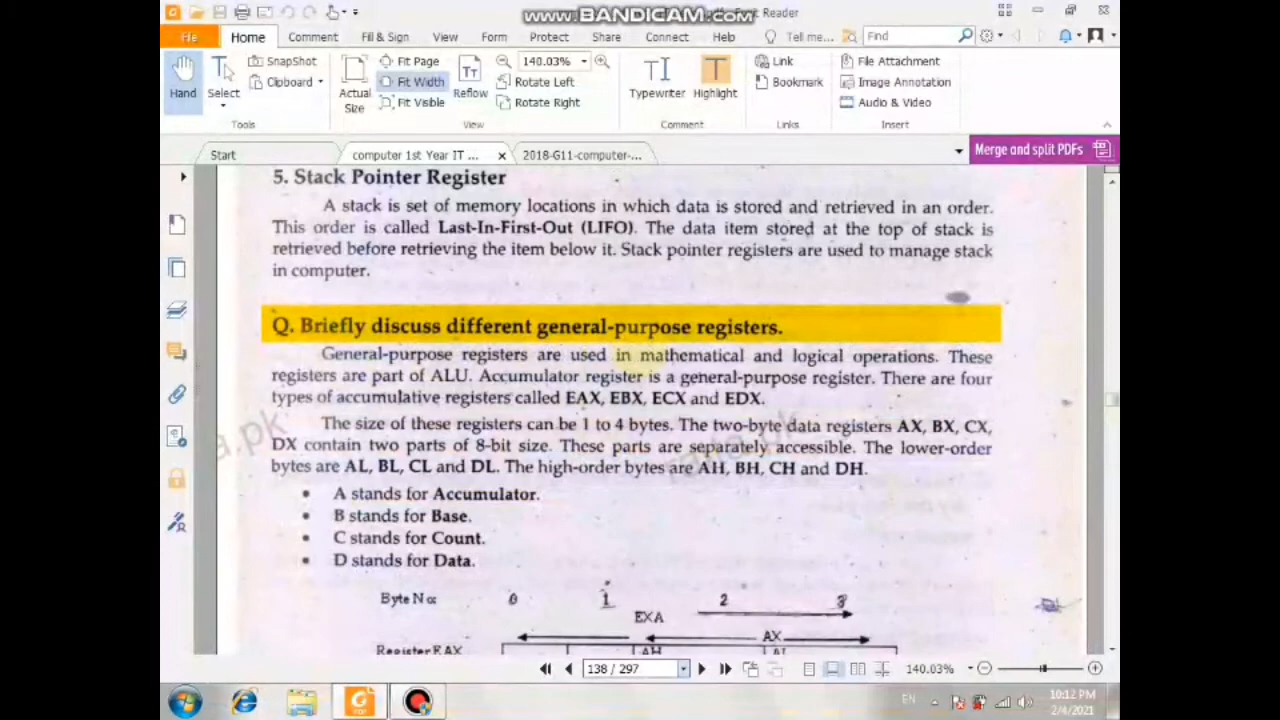 www.BANDICAM.com
Reader
File Home Comment Fill & Sign View Form Protect Share Connect Help Tell me... Find
Hand
Select
SnapShot
Clipboard
Tools
Actual Size
Fit Page
Fit Width
Fit Visible
Reflow
140.03%
Rotate Left
Rotate Right
View
Typewriter
Highlight
Comment
Link
Bookmark
Links
File Attachment
Image Annotation
Audio & Video
Insert
Start computer 1st Year IT ... 2018-G11-computer-... Merge and split PDFs
5. Stack Pointer Register
A stack is set of memory locations in which data is stored and retrieved in an order.
This order is called Last-In-First-Out (LIFO). The data item stored at the top of stack is
retrieved before retrieving the item below it. Stack pointer registers are used to manage stack
in computer.
Q. Briefly discuss different general-purpose registers.
General-purpose registers are used in mathematical and logical operations. These
registers are part of ALU. Accumulator register is a general-purpose register. There are four
types of accumulative registers called EAX, EBX, ECX and EDX.
The size of these registers can be 1 to 4 bytes. The two-byte data registers AX, BX, CX,
DX contain two parts of 8-bit size. These parts are separately accessible. The lower-order
bytes are AL, BL, CL and DL. The high-order bytes are AH, BH, CH and DH.
• A stands for Accumulator.
• B stands for Base.
• C stands for Count.
• D stands for Data.
Byte No: 0 1 2 3
EXA
AX
Register EAX AH AL
138 / 297 140.03%
EN
10:12 PM
2/4/2021